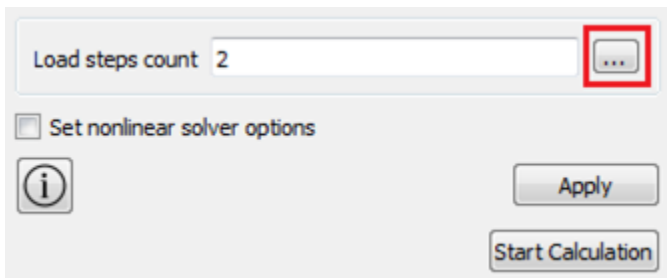 Load steps count 2 ...
Set nonlinear solver options
i
Apply
Start Calculation